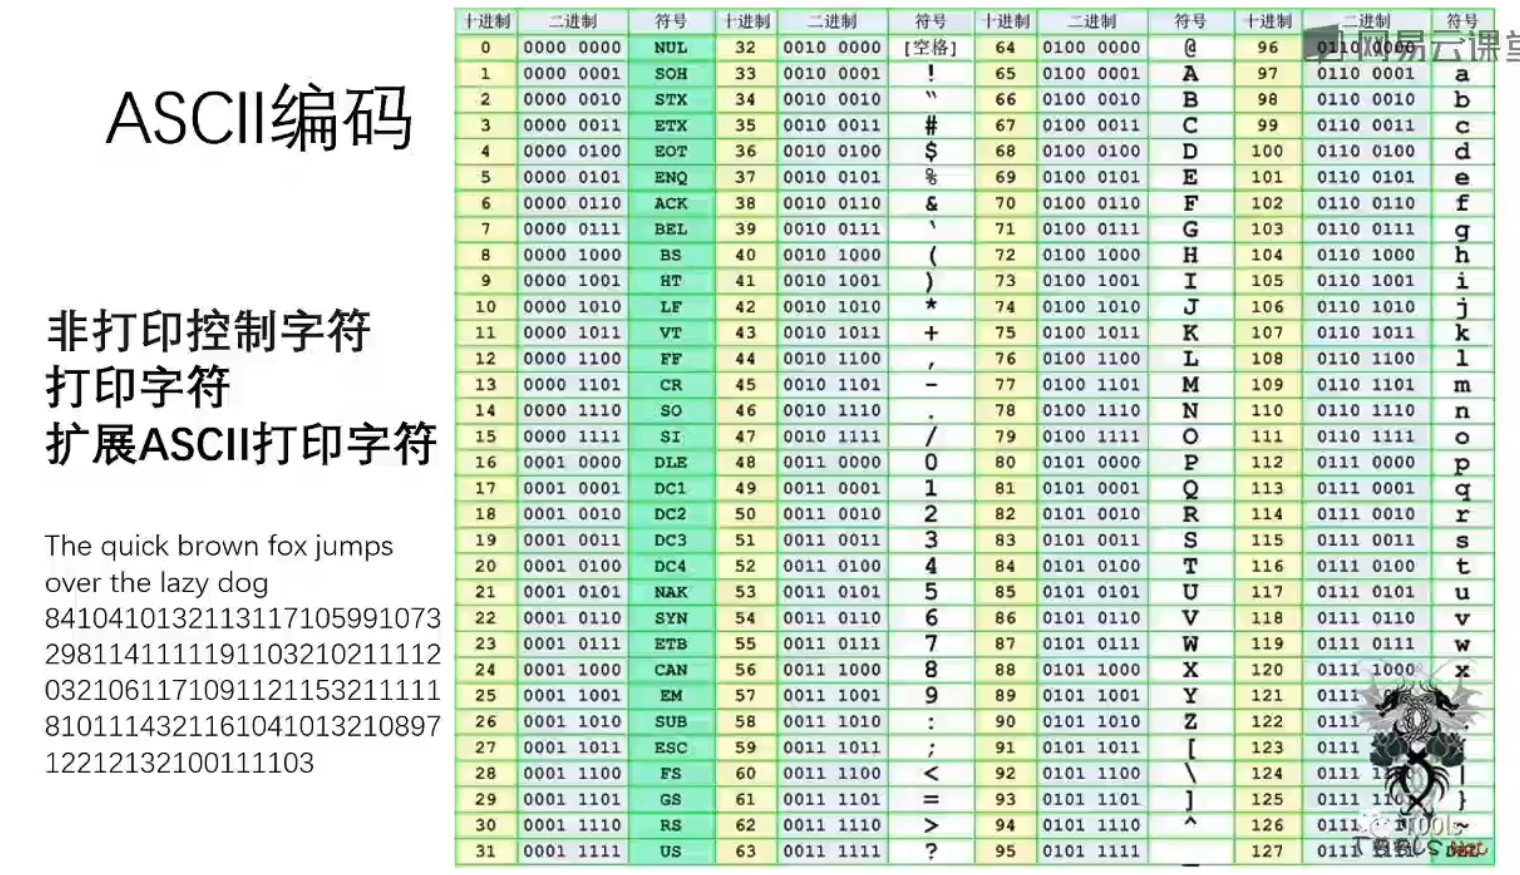 ASCII编码
非打印控制字符
打印字符
扩展ASCII打印字符
The quick brown fox jumps
over the lazy dog
8410410132113117105991073
2981141111191103210211112
0321061171091121153211111
8101114321161041013210897
12212132100111103
网易云课堂
十进制 二进制 符号 十进制 二进制 符号 十进制 二进制 符号 十进制 二进制 符号
0 0000 0000 NUL 32 0010 0000 [空格] 64 0100 0000 @ 96 0110 0000
1 0000 0001 SOH 33 0010 0001 ! 65 0100 0001 A 97 0110 0001 a
2 0000 0010 STX 34 0010 0010 " 66 0100 0010 B 98 0110 0010 b
3 0000 0011 ETX 35 0010 0011 # 67 0100 0011 C 99 0110 0011 c
4 0000 0100 EOT 36 0010 0100 $ 68 0100 0100 D 100 0110 0100 d
5 0000 0101 ENQ 37 0010 0101 % 69 0100 0101 E 101 0110 0101 e
6 0000 0110 ACK 38 0010 0110 & 70 0100 0110 F 102 0110 0110 f
7 0000 0111 BEL 39 0010 0111 ‵ 71 0100 0111 G 103 0110 0111 g
8 0000 1000 BS 40 0010 1000 ( 72 0100 1000 H 104 0110 1000 h
9 0000 1001 HT 41 0010 1001 ) 73 0100 1001 I 105 0110 1001 i
10 0000 1010 LF 42 0010 1010 * 74 0100 1010 J 106 0110 1010 j
11 0000 1011 VT 43 0010 1011 + 75 0100 1011 K 107 0110 1011 k
12 0000 1100 FF 44 0010 1100 , 76 0100 1100 L 108 0110 1100 l
13 0000 1101 CR 45 0010 1101 - 77 0100 1101 M 109 0110 1101 m
14 0000 1110 SO 46 0010 1110 . 78 0100 1110 N 110 0110 1110 n
15 0000 1111 SI 47 0010 1111 / 79 0100 1111 O 111 0110 1111 o
16 0001 0000 DLE 48 0011 0000 0 80 0101 0000 P 112 0111 0000 p
17 0001 0001 DC1 49 0011 0001 1 81 0101 0001 Q 113 0111 0001 q
18 0001 0010 DC2 50 0011 0010 2 82 0101 0010 R 114 0111 0010 r
19 0001 0011 DC3 51 0011 0011 3 83 0101 0011 S 115 0111 0011 s
20 0001 0100 DC4 52 0011 0100 4 84 0101 0100 T 116 0111 0100 t
21 0001 0101 NAK 53 0011 0101 5 85 0101 0101 U 117 0111 0101 u
22 0001 0110 SYN 54 0011 0110 6 86 0101 0110 V 118 0111 0110 v
23 0001 0111 ETB 55 0011 0111 7 87 0101 0111 W 119 0111 0111 w
24 0001 1000 CAN 56 0011 1000 8 88 0101 1000 X 120 0111 1000 x
25 0001 1001 EM 57 0011 1001 9 89 0101 1001 Y 121 0111
26 0001 1010 SUB 58 0011 1010 : 90 0101 1010 Z 122 0111
27 0001 1011 ESC 59 0011 1011 ; 91 0101 1011 [ 123 0111
28 0001 1100 FS 60 0011 1100 < 92 0101 1100 \ 124 0111 |
29 0001 1101 GS 61 0011 1101 = 93 0101 1101 ] 125 0111 }
30 0001 1110 RS 62 0011 1110 > 94 0101 1110 ^ 126 0111 ~
31 0001 1111 US 63 0011 1111 ? 95 0101 1111 _ 127 0111